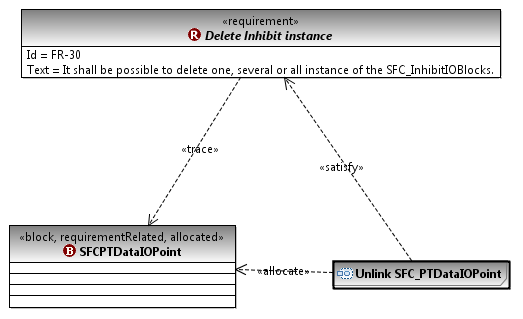 «requirement»
R Delete Inhibit instance
Id = FR-30
Text = It shall be possible to delete one, several or all instance of the SFC_InhibitIOBlocks.
«trace»
«satisfy»
«block, requirementRelated, allocated»
B SFCPTDataIOPoint
«allocate»
Unlink SFC_PTDataIOPoint